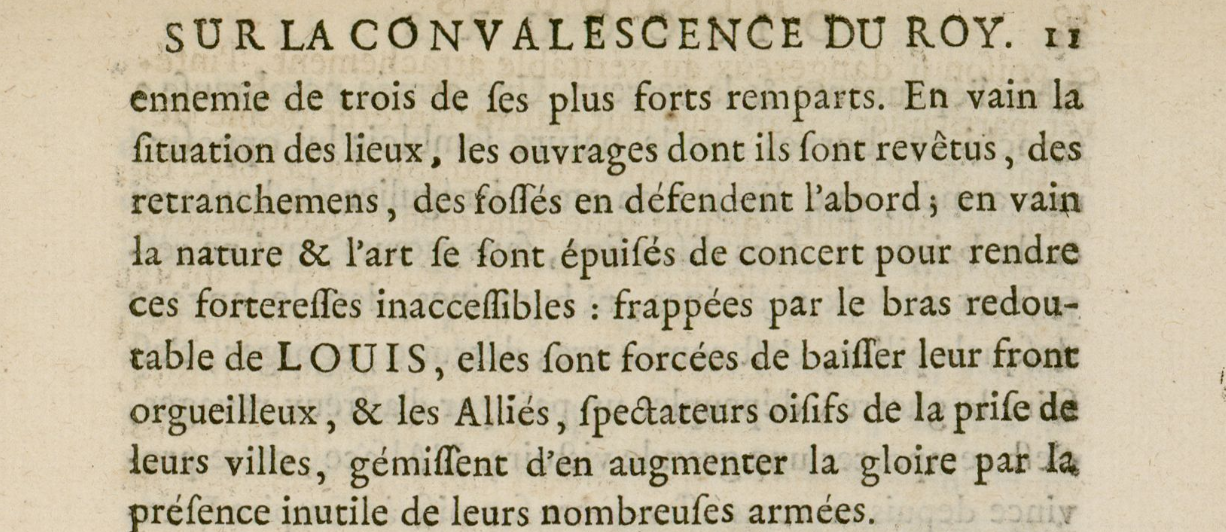 SUR LA CONVALESCENCE DU ROY. 11
ennemie de trois de ſes plus forts remparts. En vain la
ſituation des lieux, les ouvrages dont ils ſont revêtus, des
retranchemens, des foſſés en défendent l'abord; en vain
la nature & l'art ſe ſont épuiſés de concert pour rendre
ces fortereſſes inacceſſibles : frappées par le bras redou-
table de LOUIS, elles ſont forcées de baiſſer leur front
orgueilleux, & les Alliés, ſpectateurs oiſifs de la priſe de
leurs villes, gémiſſent d'en augmenter la gloire par la
préſence inutile de leurs nombreuſes armées.